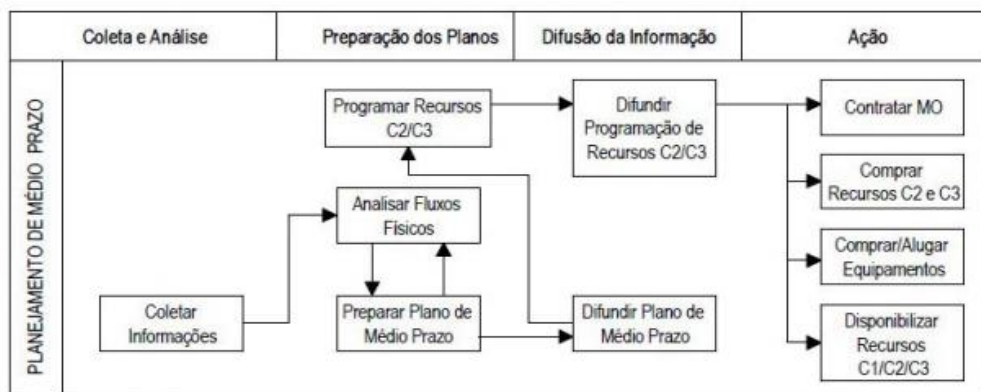 Coleta e Análise
Preparação dos Planos
Difusão da Informação
Ação
PLANEJAMENTO DE MÉDIO PRAZO
Programar Recursos
C2/C3
Difundir
Programação de
Recursos C2/C3
Contratar MO
Comprar
Recursos C2 e C3
Analisar Fluxos
Físicos
Comprar/Alugar
Equipamentos
Coletar
Informações
Preparar Plano de
Médio Prazo
Difundir Plano de
Médio Prazo
Disponibilizar
Recursos
C1/C2/C3